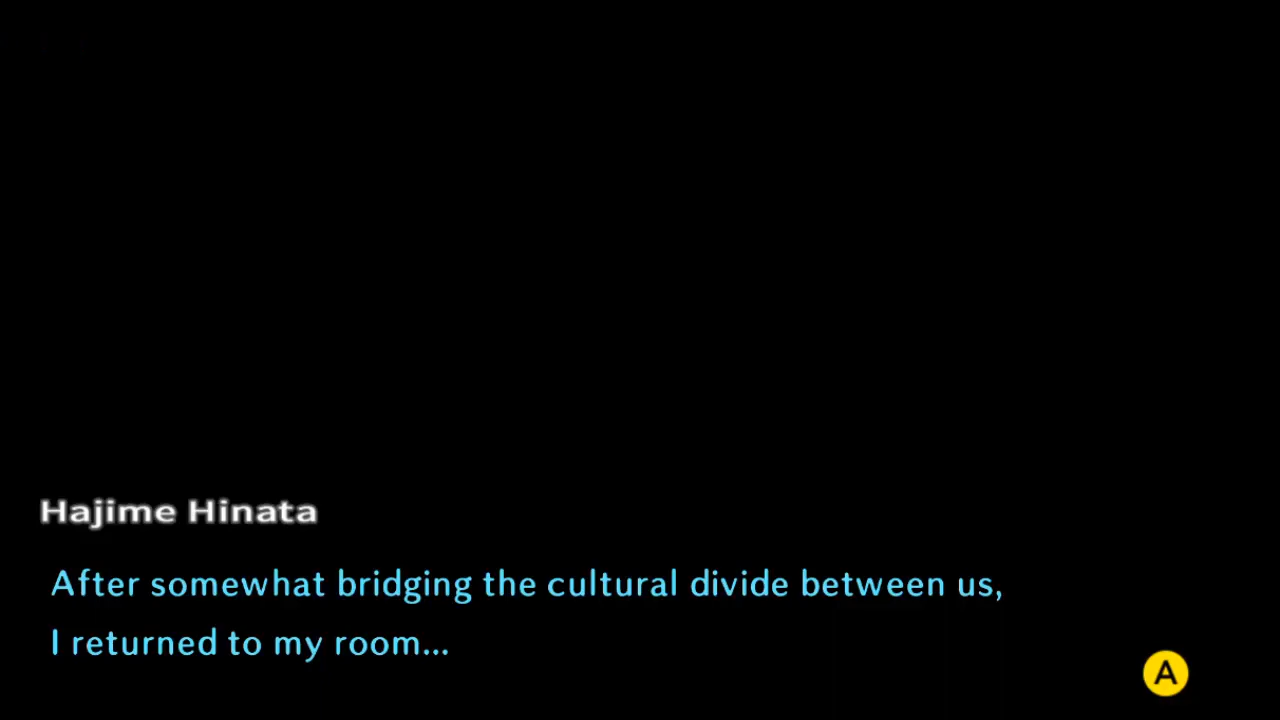 Hajime Hinata
After somewhat bridging the cultural divide between us,
I returned to my room...
A